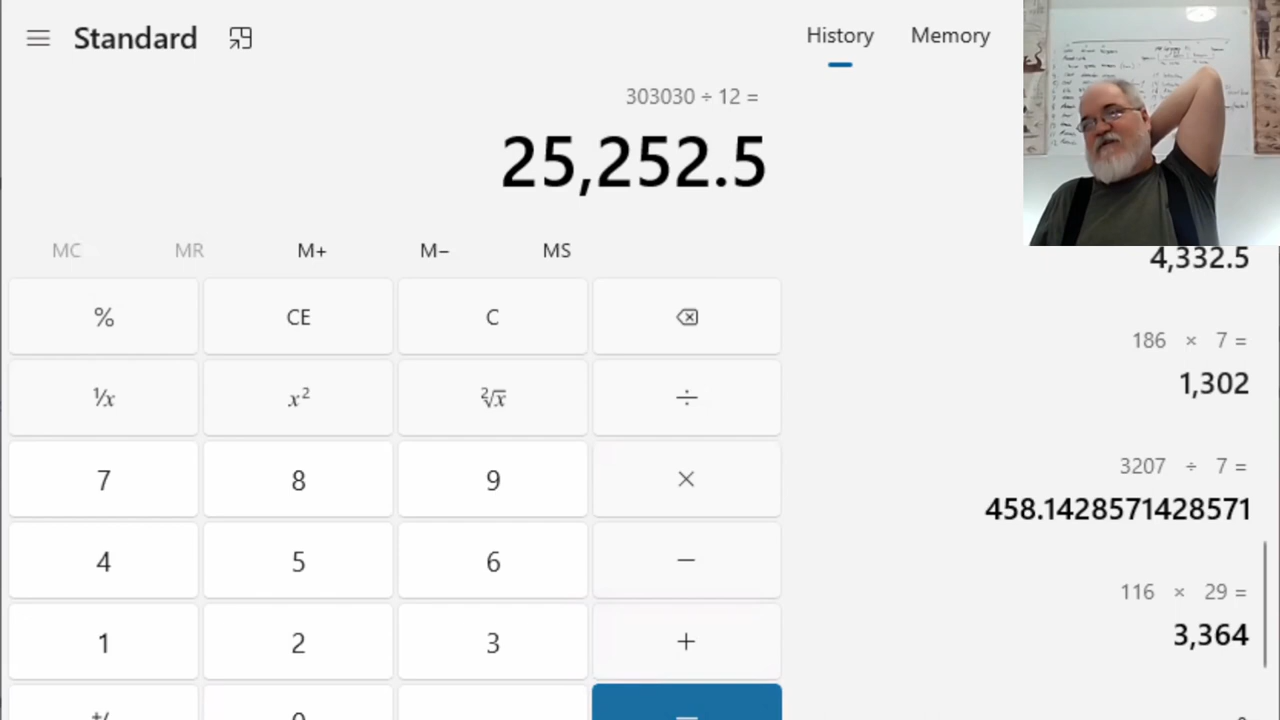 Standard
History
Memory
303030 ÷ 12 =
25,252.5
MC
MR
M+
M−
MS
4,332.5
%
CE
C
186 × 7 =
1,302
¹/x
x²
²√x
÷
3207 ÷ 7 =
458.1428571428571
7
8
9
×
4
5
6
−
116 × 29 =
3,364
1
2
3
+